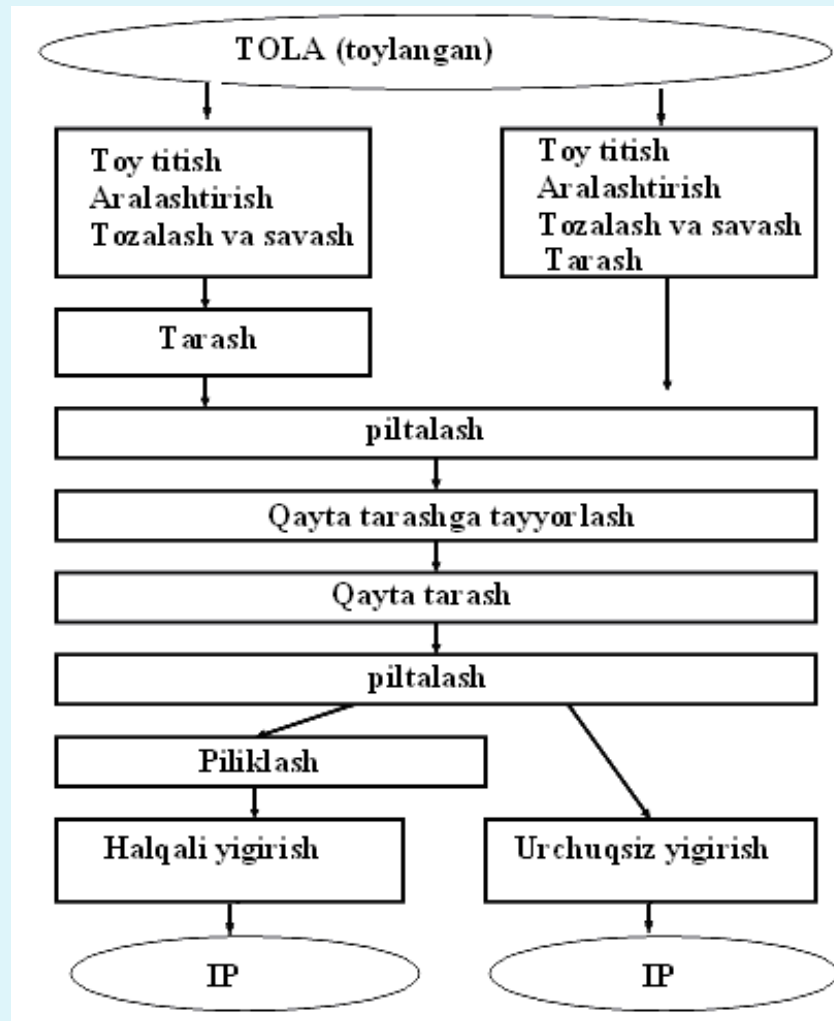 TOLA (toylangan)
Toy titish
Aralashtirish
Tozalash va savash
Toy titish
Aralashtirish
Tozalash va savash
Tarash
Tarash
piltalash
Qayta tarashga tayyorlash
Qayta tarash
piltalash
Piliklash
Halqali yigirish
Urchuqsiz yigirish
IP
IP